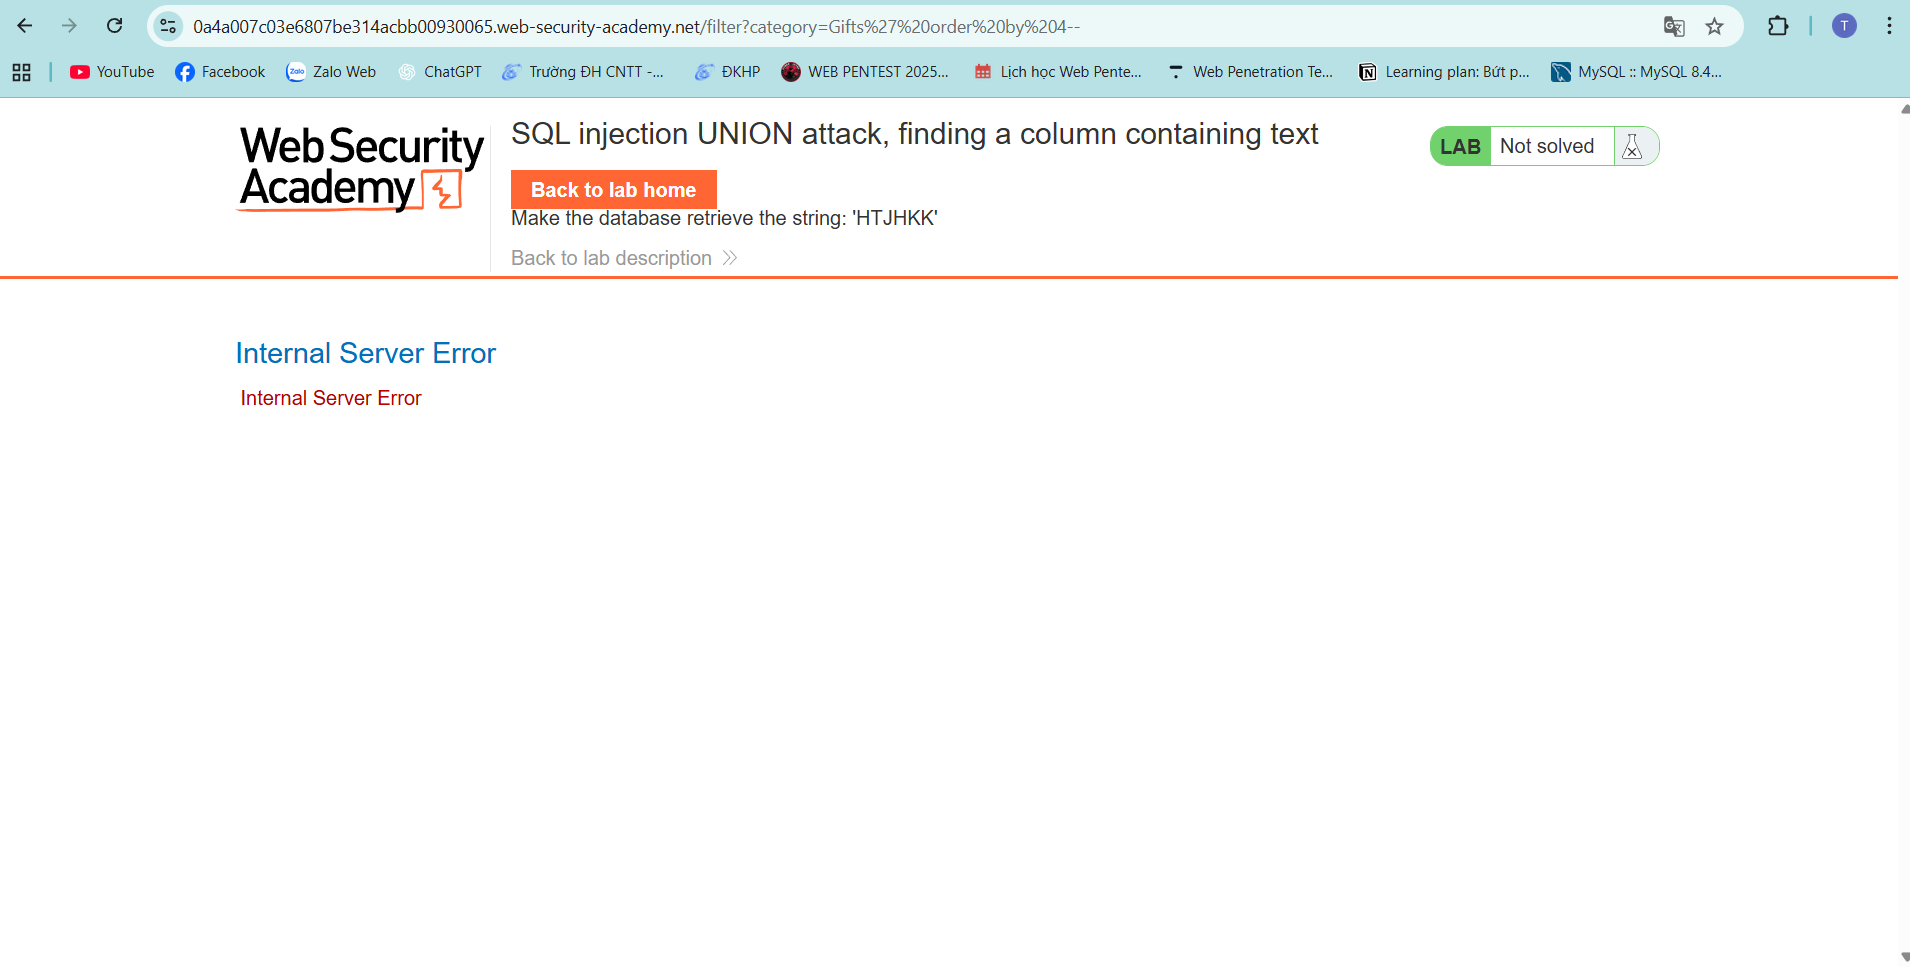 0a4a007c03e6807be314acbb00930065.web-security-academy.net/filter?category=Gifts%27%20order%20by%204--
T
YouTube Facebook Zalo Web ChatGPT Trường ĐH CNTT -... ĐKHP WEB PENTEST 2025... Lịch học Web Pente... Web Penetration Te... Learning plan: Bứt p... MySQL :: MySQL 8.4...
Web Security
Academy
SQL injection UNION attack, finding a column containing text
LAB Not solved
Back to lab home
Make the database retrieve the string: 'HTJHKK'
Back to lab description
Internal Server Error
Internal Server Error